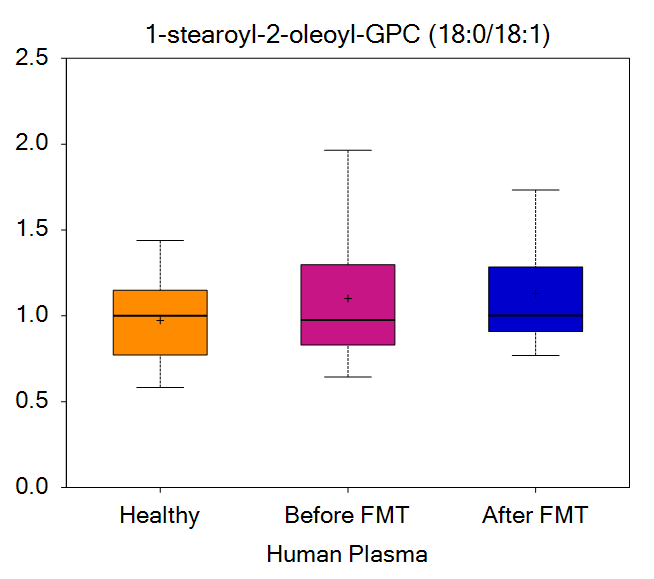 1-stearoyl-2-oleoyl-GPC (18:0/18:1)
2.5
2.0
1.5
1.0
0.5
0.0
Healthy Before FMT After FMT
Human Plasma